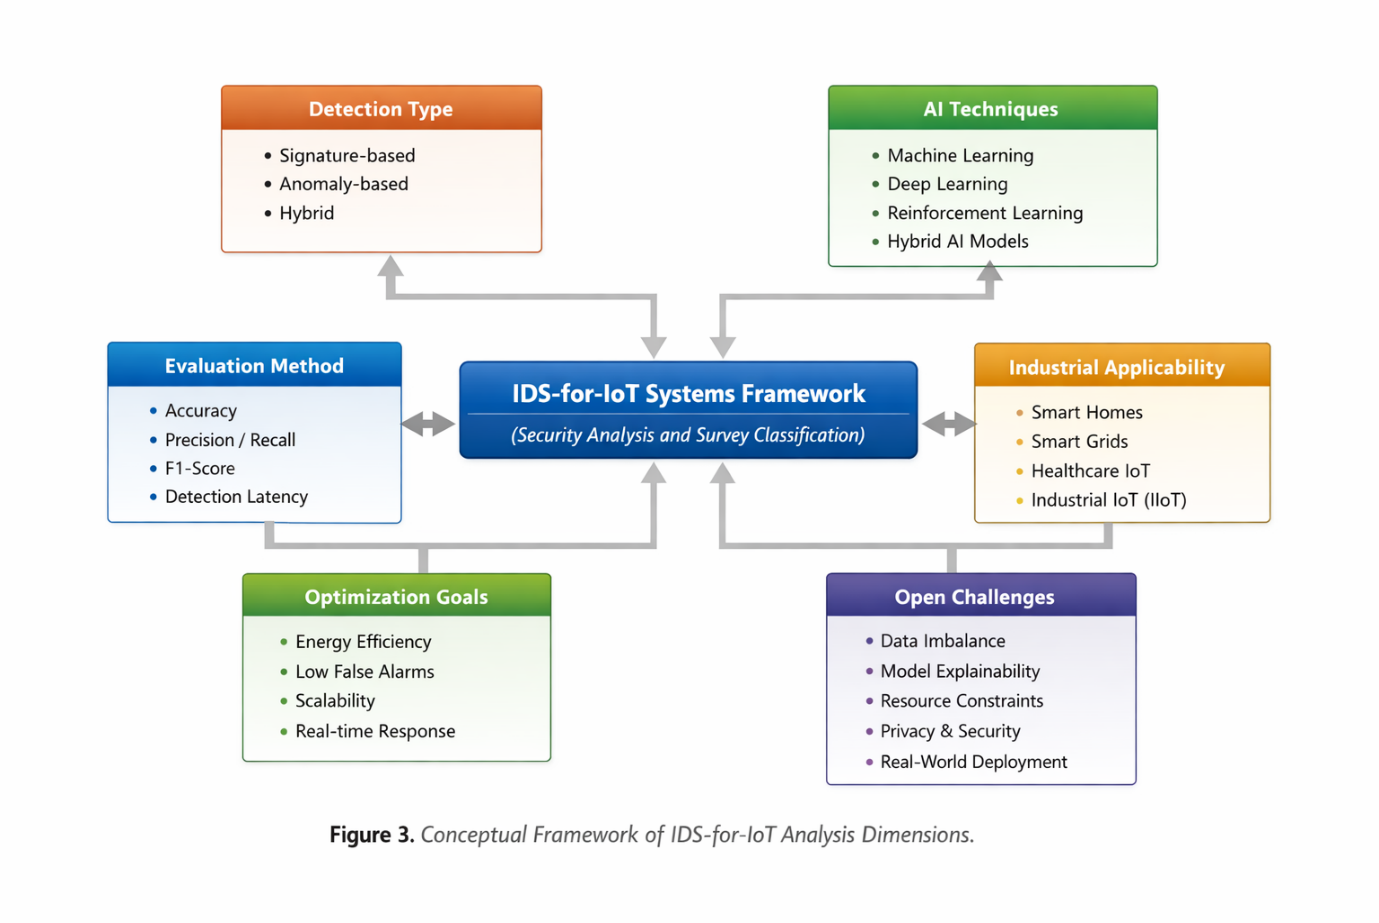 Detection Type
• Signature-based
• Anomaly-based
• Hybrid
AI Techniques
• Machine Learning
• Deep Learning
• Reinforcement Learning
• Hybrid AI Models
Evaluation Method
• Accuracy
• Precision / Recall
• F1-Score
• Detection Latency
IDS-for-IoT Systems Framework
(Security Analysis and Survey Classification)
Industrial Applicability
• Smart Homes
• Smart Grids
• Healthcare IoT
• Industrial IoT (IIoT)
Optimization Goals
• Energy Efficiency
• Low False Alarms
• Scalability
• Real-time Response
Open Challenges
• Data Imbalance
• Model Explainability
• Resource Constraints
• Privacy & Security
• Real-World Deployment
Figure 3. Conceptual Framework of IDS-for-IoT Analysis Dimensions.